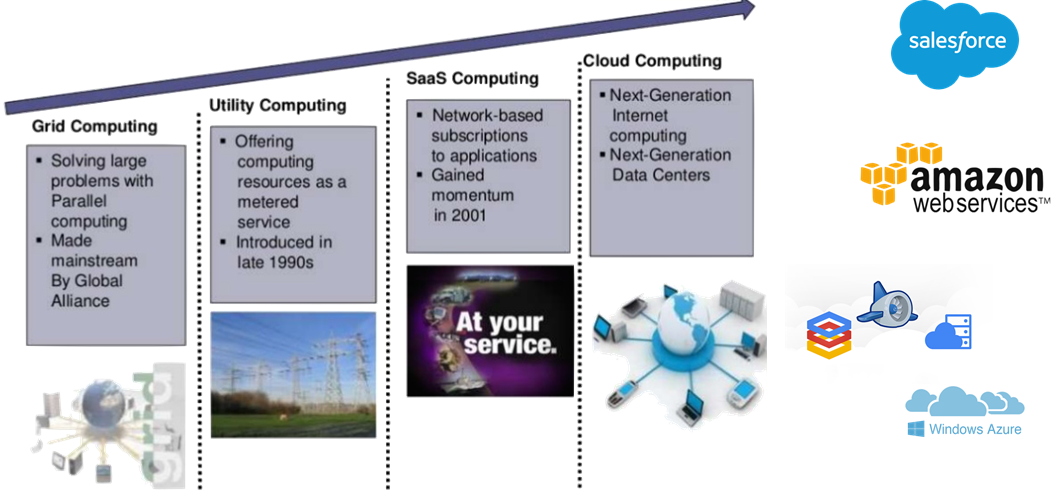 Grid Computing
▪ Solving large
problems with
Parallel
computing
▪ Made
mainstream
By Global
Alliance
grid
Utility Computing
▪ Offering
computing
resources as a
metered
service
▪ Introduced in
late 1990s
SaaS Computing
▪ Network-based
subscriptions
to applications
▪ Gained
momentum
in 2001
At your
service.
Cloud Computing
▪ Next-Generation
Internet
computing
▪ Next-Generation
Data Centers
salesforce
amazon
webservices™
Windows Azure